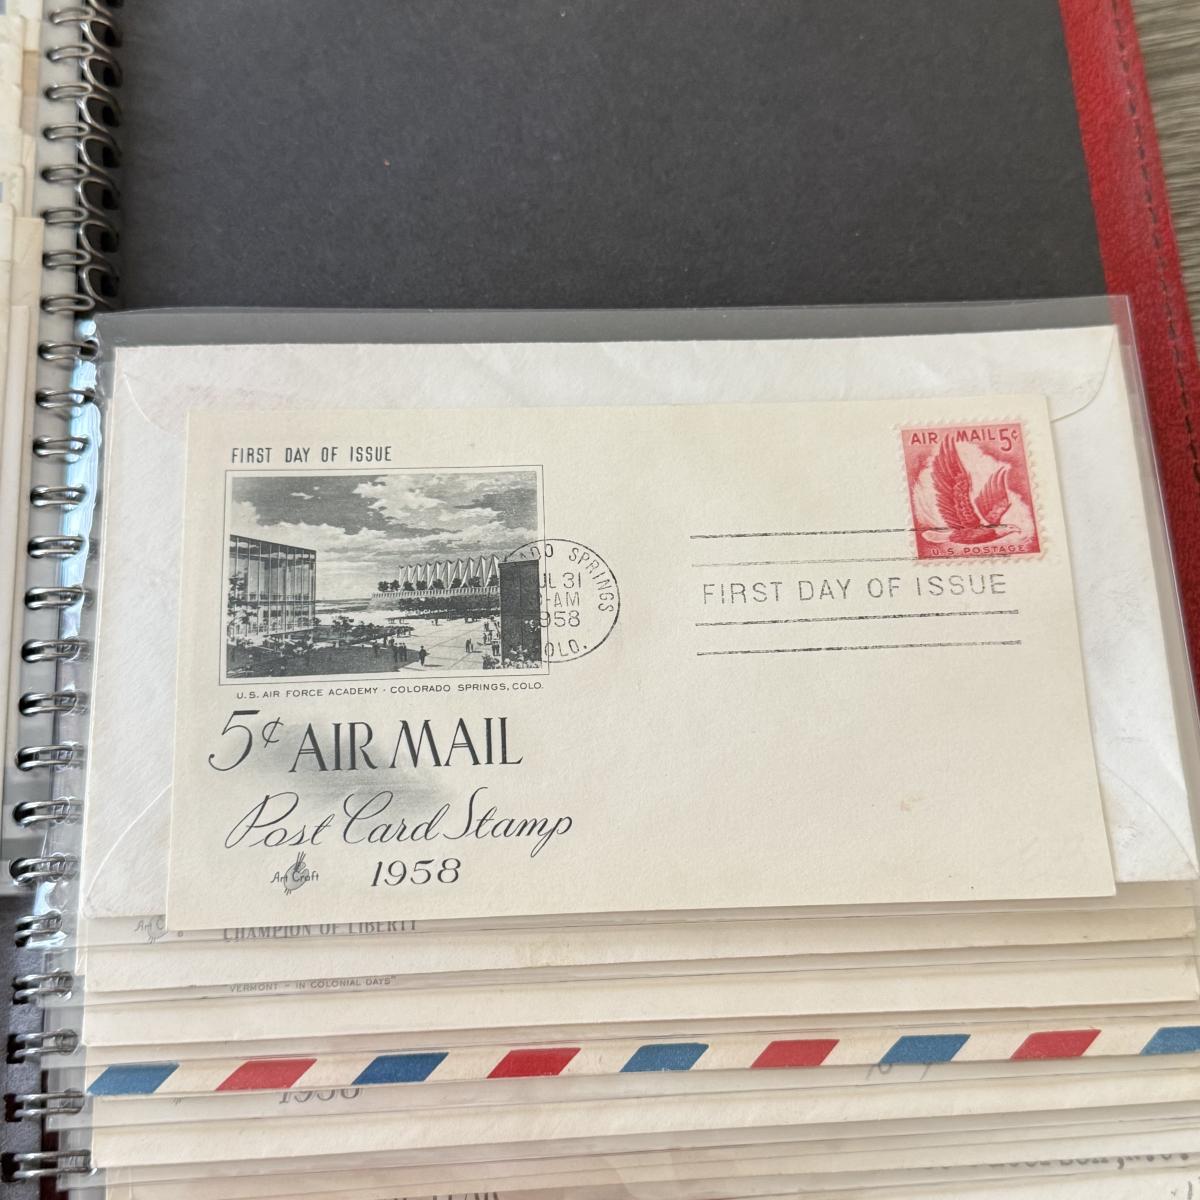 FIRST DAY OF ISSUE
U.S. AIR FORCE ACADEMY · COLORADO SPRINGS, COLO.
5¢ AIR MAIL
Post Card Stamp
1958
Art Craft
SPRINGS
31
AM
1958
COLO.
FIRST DAY OF ISSUE
AIR MAIL 5¢
U.S. POSTAGE
CHAMPION OF LIBERTY
"VERMONT – IN COLONIAL DAYS"